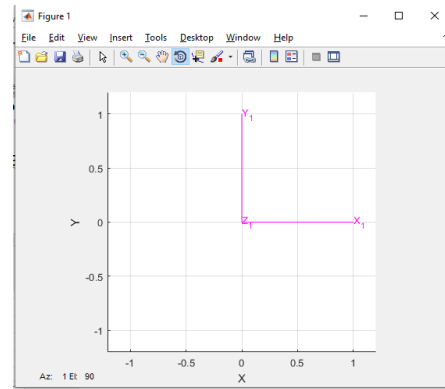 Figure 1
File Edit View Insert Tools Desktop Window Help
Y1
1
0.5
Y
0
Z1
X1
-0.5
-1
-1 -0.5 0 0.5 1
X
Az: 1 El: 90